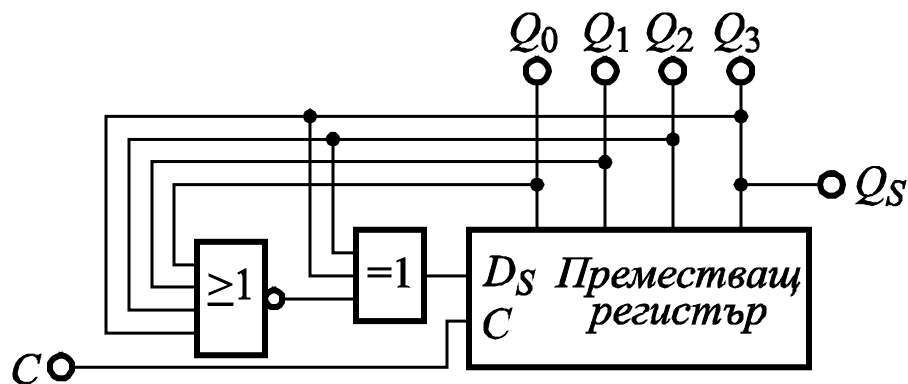 Q0 Q1 Q2 Q3
QS
≥1
=1
DS Преместващ
регистър
C
C